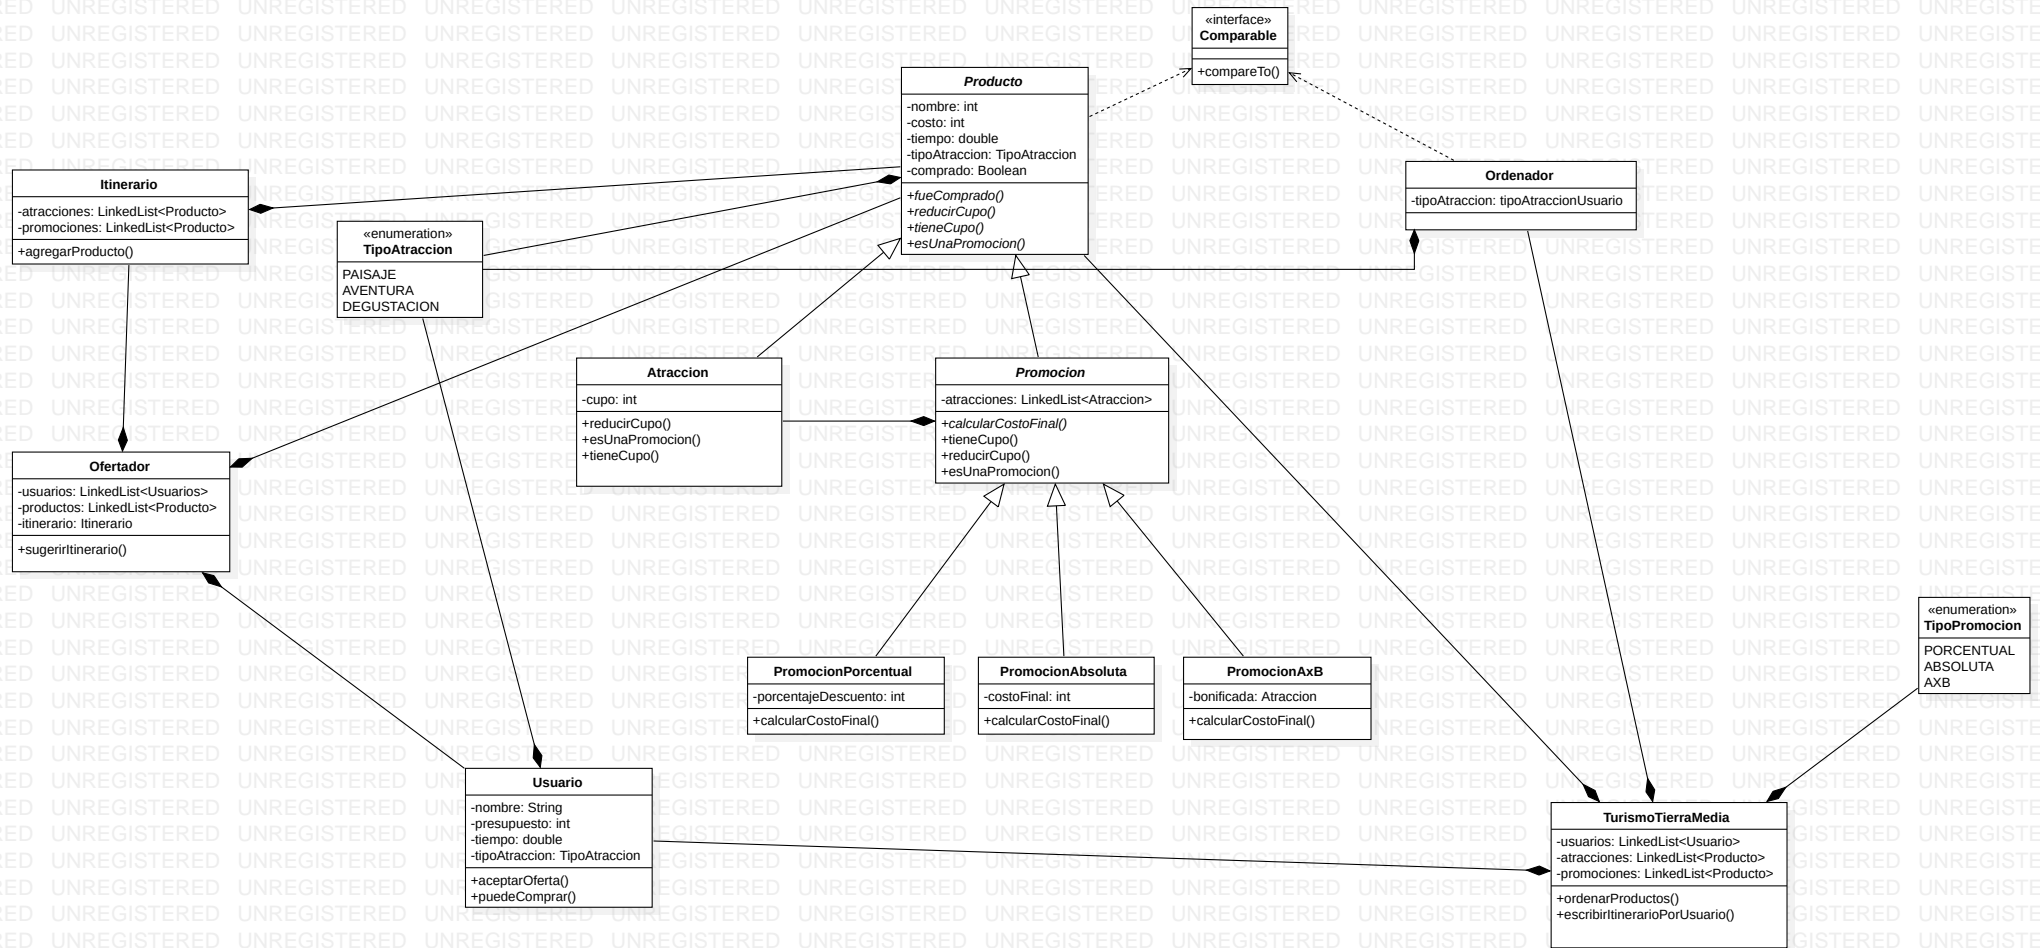 «interface»
Comparable
+compareTo()
Producto
-nombre: int
-costo: int
-tiempo: double
-tipoAtraccion: TipoAtraccion
-comprado: Boolean
+fueComprado()
+reducirCupo()
+tieneCupo()
+esUnaPromocion()
Itinerario
-atracciones: LinkedList<Producto>
-promociones: LinkedList<Producto>
+agregarProducto()
«enumeration»
TipoAtraccion
PAISAJE
AVENTURA
DEGUSTACION
Ordenador
-tipoAtraccion: tipoAtraccionUsuario
Atraccion
-cupo: int
+reducirCupo()
+esUnaPromocion()
+tieneCupo()
Promocion
-atracciones: LinkedList<Atraccion>
+calcularCostoFinal()
+tieneCupo()
+reducirCupo()
+esUnaPromocion()
Ofertador
-usuarios: LinkedList<Usuarios>
-productos: LinkedList<Producto>
-itinerario: Itinerario
+sugerirItinerario()
PromocionPorcentual
-porcentajeDescuento: int
+calcularCostoFinal()
PromocionAbsoluta
-costoFinal: int
+calcularCostoFinal()
PromocionAxB
-bonificada: Atraccion
+calcularCostoFinal()
«enumeration»
TipoPromocion
PORCENTUAL
ABSOLUTA
AXB
Usuario
-nombre: String
-presupuesto: int
-tiempo: double
-tipoAtraccion: TipoAtraccion
+aceptarOferta()
+puedeComprar()
TurismoTierraMedia
-usuarios: LinkedList<Usuario>
-atracciones: LinkedList<Producto>
-promociones: LinkedList<Producto>
+ordenarProductos()
+escribirItinerarioPorUsuario()
UNREGISTERED